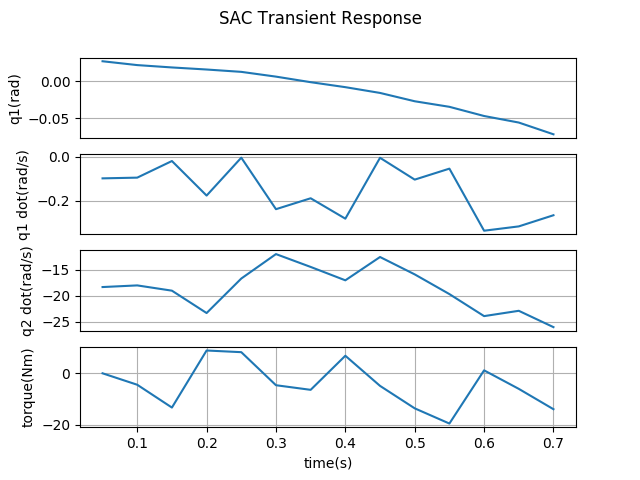 SAC Transient Response
q1(rad)
0.00
−0.05
q1 dot(rad/s)
0.0
−0.2
q2 dot(rad/s)
−15
−20
−25
torque(Nm)
0
−20
0.1 0.2 0.3 0.4 0.5 0.6 0.7
time(s)